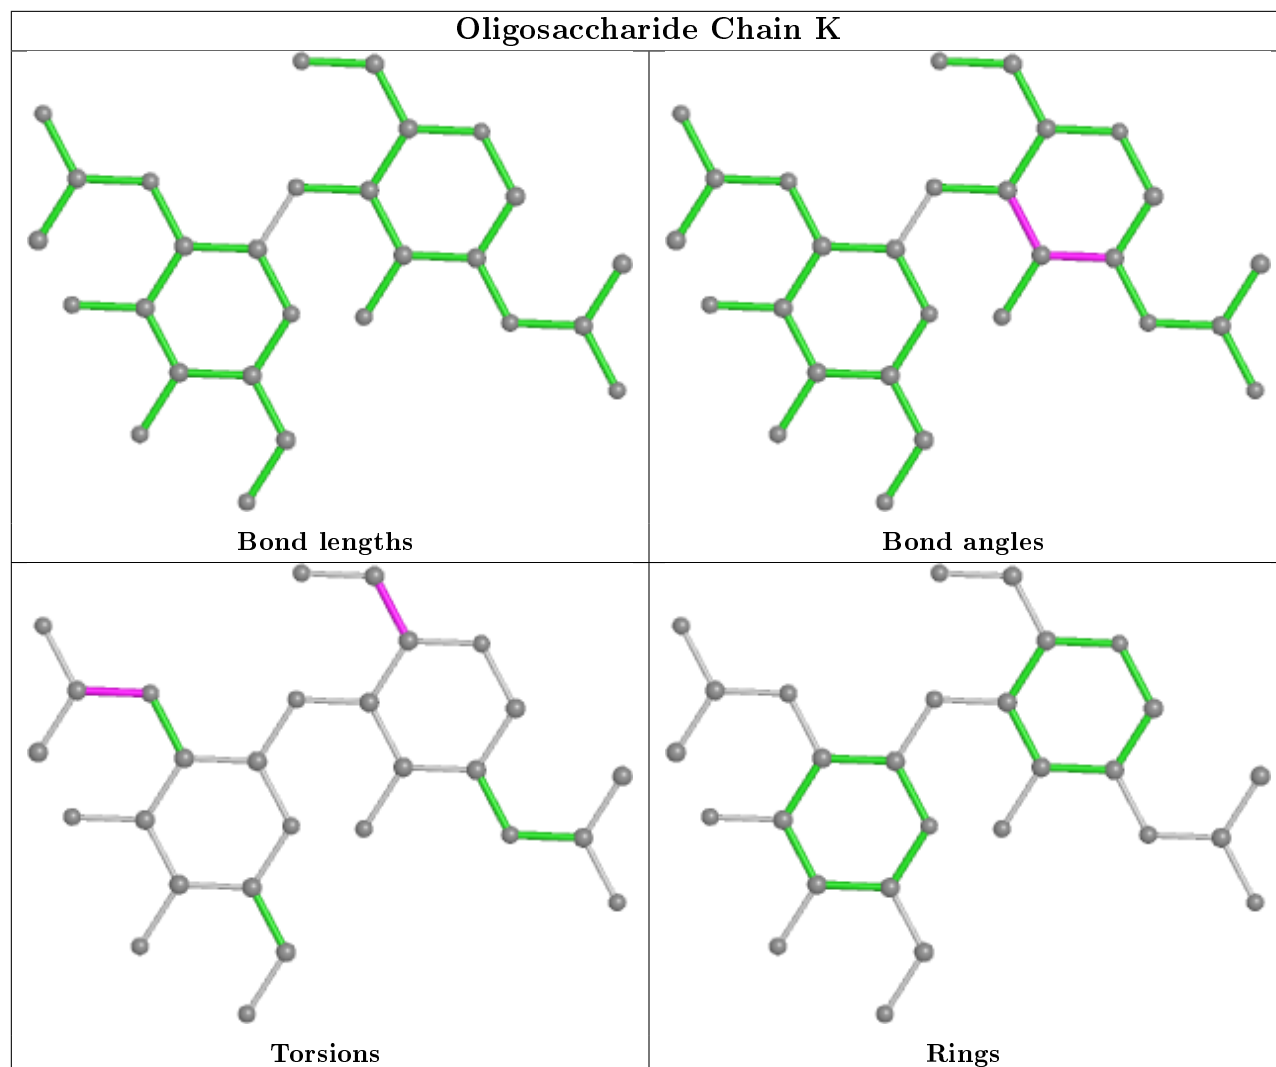 Oligosaccharide Chain K
Bond lengths
Bond angles
Torsions
Rings